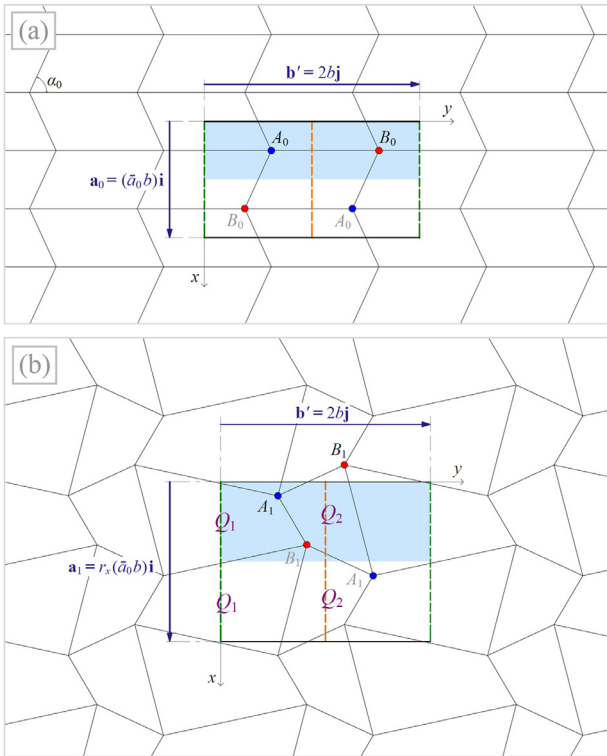 (a)
b′ = 2bj
α₀
y
A₀
B₀
a₀ = (ā₀b)i
B₀
A₀
x
(b)
b′ = 2bj
B₁
y
A₁
Q₁
Q₂
B₁
A₁
a₁ = rₓ(ā₀b)i
Q₁
Q₂
x